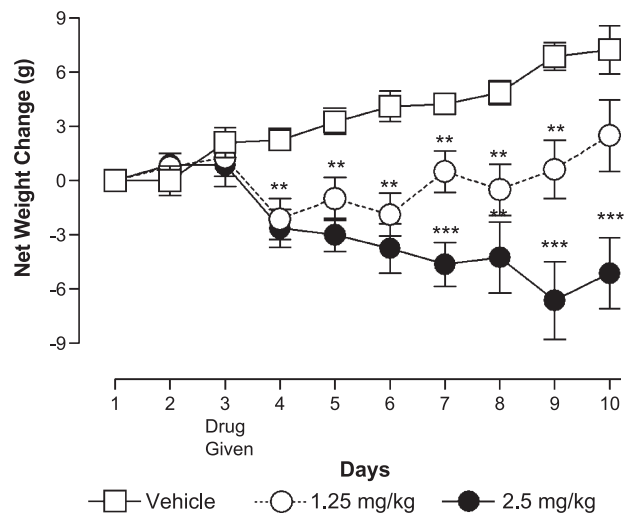 Net Weight Change (g)
9
6
3
0
-3
-6
-9
**
**
**
**
**
**
***
**
***
***
1 2 3 4 5 6 7 8 9 10
Drug
Given
Days
Vehicle 1.25 mg/kg 2.5 mg/kg